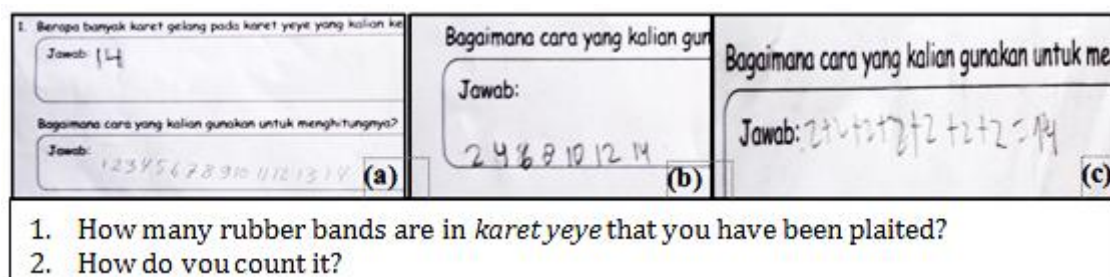 1. Berapa banyak karet gelang pada karet yeye yang kalian ke
Jawab: 14
Bagaimana cara yang kalian gunakan untuk menghitungnya?
Jawab:
1 2 3 4 5 6 7 8 9 10 11 12 13 14
(a)
Bagaimana cara yang kalian gun
Jawab:
2 4 6 8 10 12 14
(b)
Bagaimana cara yang kalian gunakan untuk me
Jawab: 2+2+2+2+2+2+2=14
(c)
1. How many rubber bands are in karet yeye that you have been plaited?
2. How do you count it?